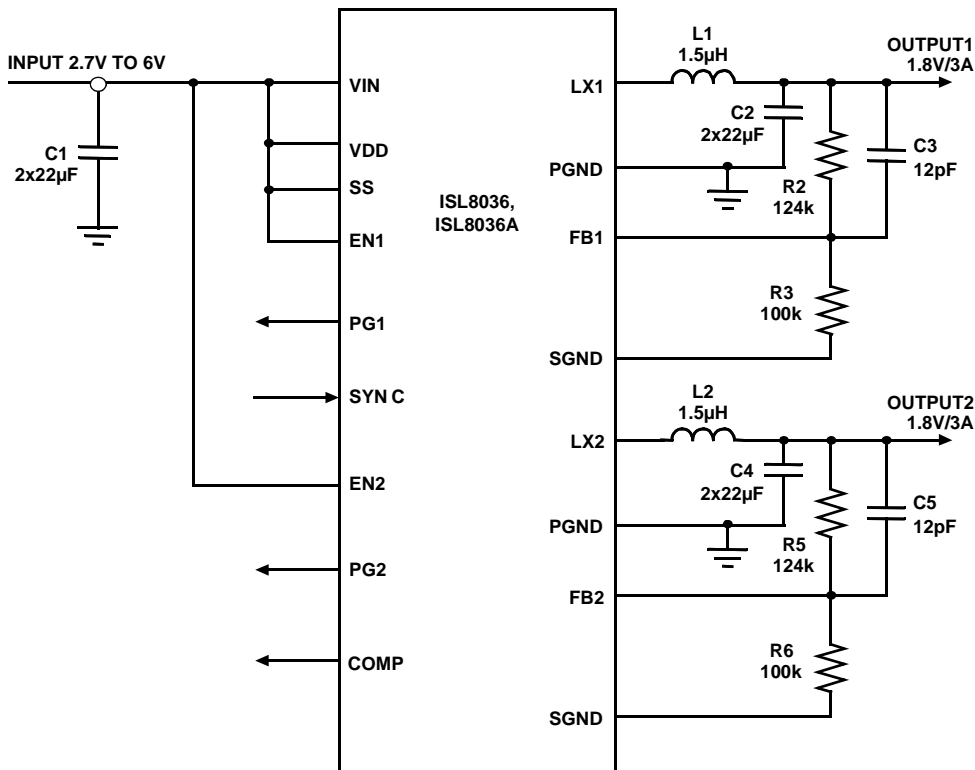 INPUT 2.7V TO 6V
C1
2x22µF
VIN
VDD
SS
EN1
PG1
SYN C
EN2
PG2
COMP
ISL8036,
ISL8036A
LX1
PGND
FB1
SGND
LX2
PGND
FB2
SGND
L1
1.5µH
OUTPUT1
1.8V/3A
C2
2x22µF
R2
124k
C3
12pF
R3
100k
L2
1.5µH
OUTPUT2
1.8V/3A
C4
2x22µF
R5
124k
C5
12pF
R6
100k